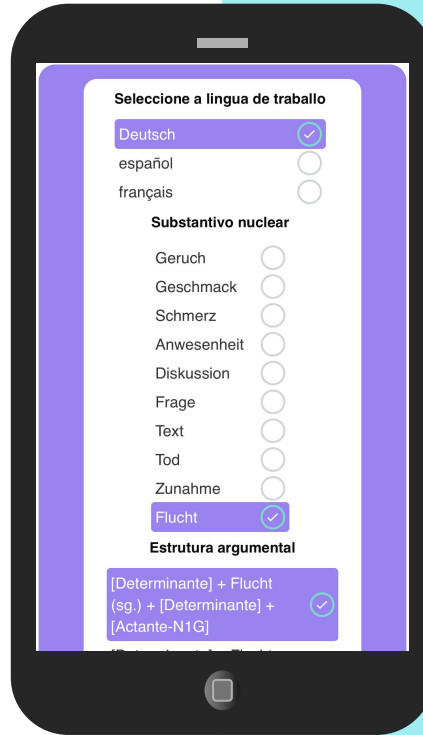 Seleccione a lingua de traballo
Deutsch
español
français
Substantivo nuclear
Geruch
Geschmack
Schmerz
Anwesenheit
Diskussion
Frage
Text
Tod
Zunahme
Flucht
Estrutura argumental
[Determinante] + Flucht
(sg.) + [Determinante] +
[Actante-N1G]